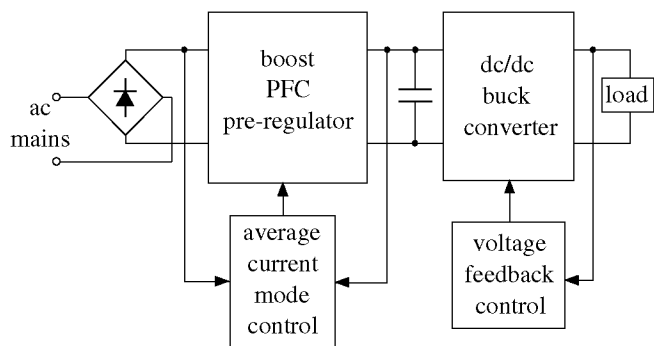 ac
mains
boost
PFC
pre-regulator
average
current
mode
control
dc/dc
buck
converter
voltage
feedback
control
load